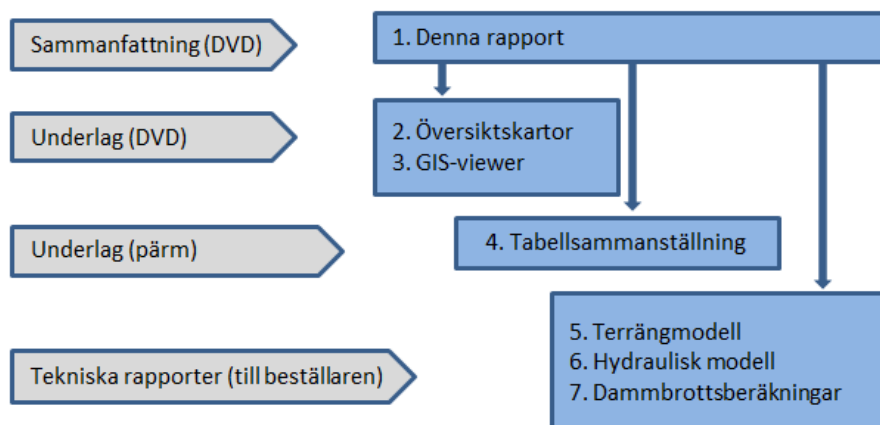 Sammanfattning (DVD)
1. Denna rapport
Underlag (DVD)
2. Översiktskartor
3. GIS-viewer
Underlag (pärm)
4. Tabellsammanställning
Tekniska rapporter (till beställaren)
5. Terrängmodell
6. Hydraulisk modell
7. Dammbrottsberäkningar